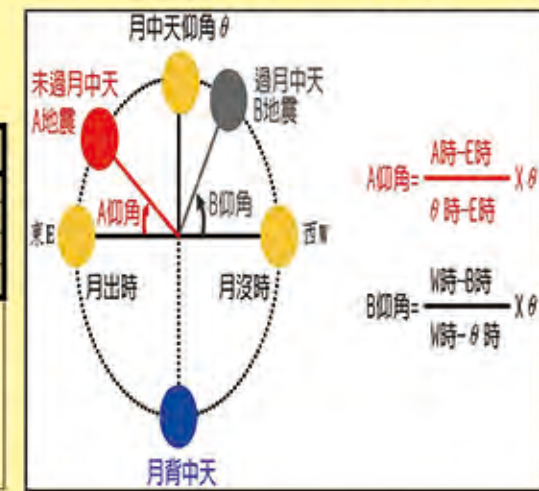 月中天仰角θ
未過月中天
A地震
過月中天
B地震
A仰角
B仰角
東E
西W
月出時
月沒時
月背中天
A仰角= A時-E時 / θ時-E時 X θ
B仰角= W時-B時 / W時-θ時 X θ